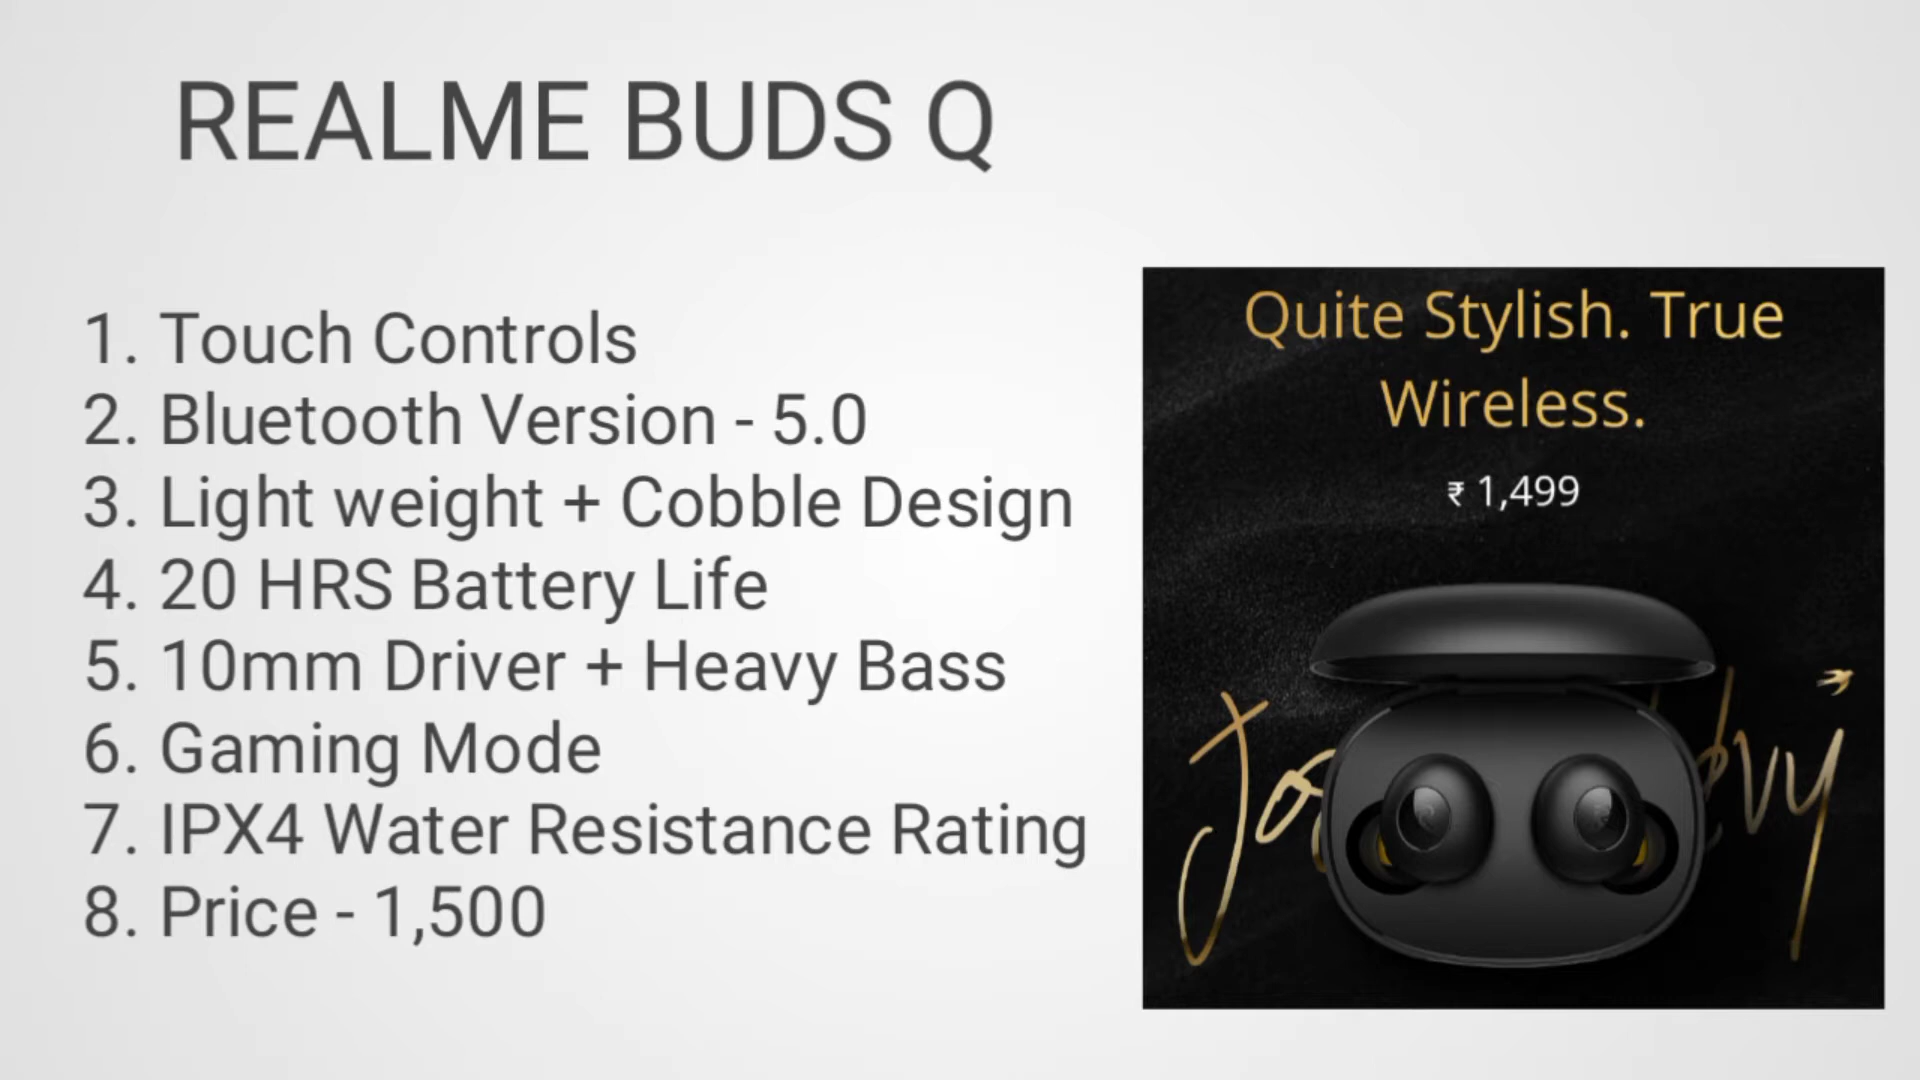 REALME BUDS Q
1. Touch Controls
2. Bluetooth Version - 5.0
3. Light weight + Cobble Design
4. 20 HRS Battery Life
5. 10mm Driver + Heavy Bass
6. Gaming Mode
7. IPX4 Water Resistance Rating
8. Price - 1,500
Quite Stylish. True
Wireless.
₹ 1,499